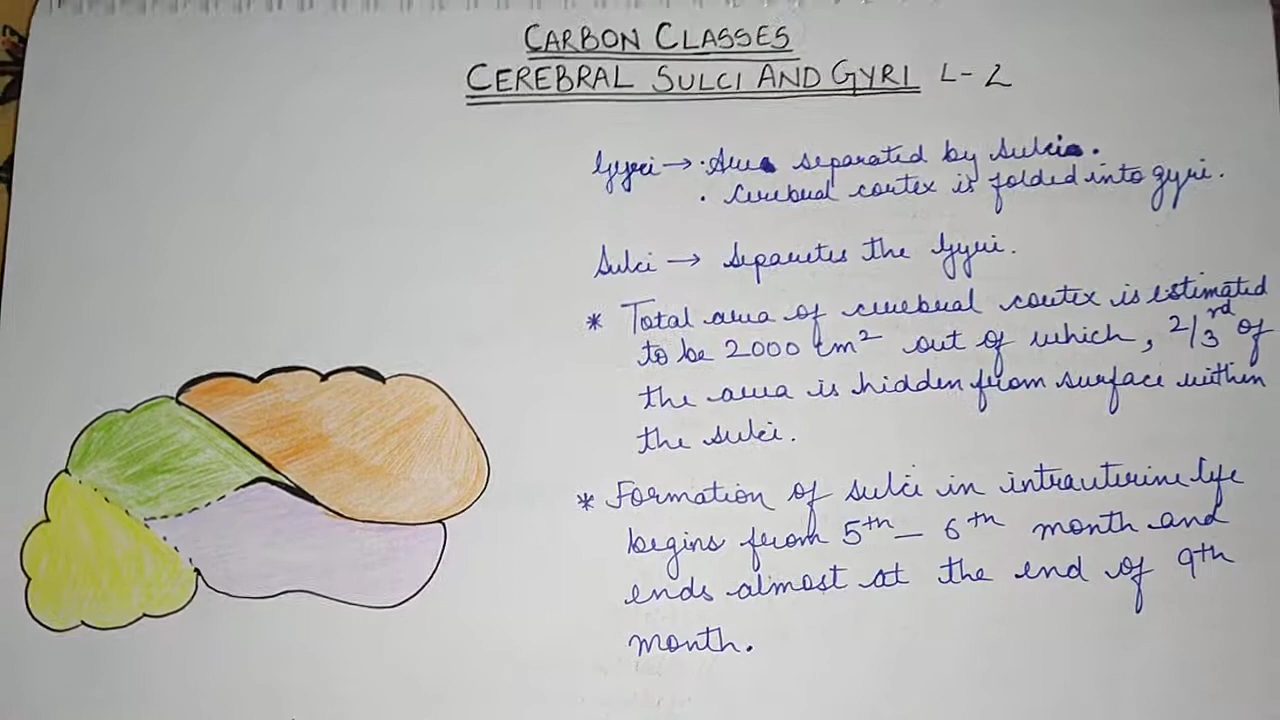 CARBON CLASSES
CEREBRAL SULCI AND GYRI L-2
Gyri → · Area separated by sulci.
· Cerebral cortex is folded into gyri.
Sulci → Separetes the Gyri.
* Total area of cerebral cortex is estimated
to be 2000 cm² out of which, 2/3rd of
the area is hidden from surface within
the sulci.
* Formation of sulci in intrauterine life
begins from 5th – 6th month and
ends almost at the end of 9th
month.